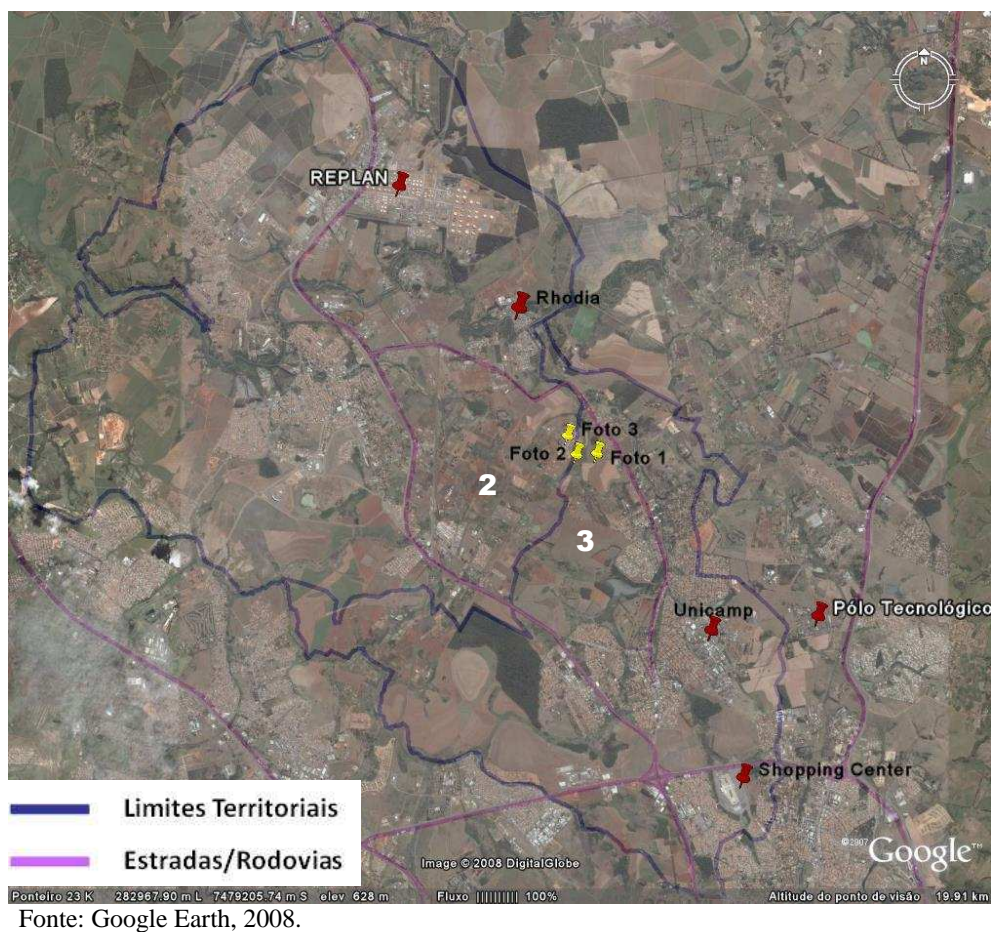 N
REPLAN
Rhodia
Foto 3
Foto 2
Foto 1
2
3
Unicamp
Pólo Tecnológico
Shopping Center
Limites Territoriais
Estradas/Rodovias
Image © 2008 DigitalGlobe
©2007 Google™
Ponteiro 23 K 282967.90 m L 7479205.74 m S elev 628 m Fluxo |||||||||| 100% Altitude do ponto de visão 19.91 km
Fonte: Google Earth, 2008.